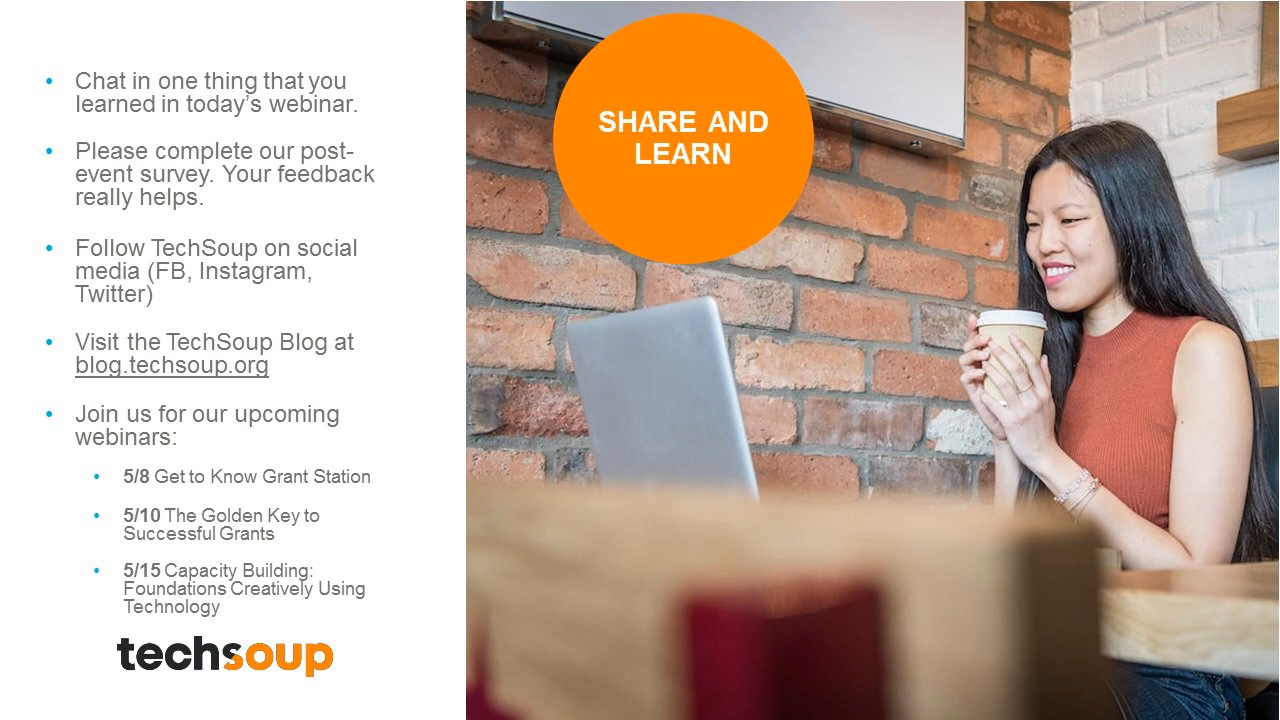 • Chat in one thing that you
learned in today's webinar.
• Please complete our post-
event survey. Your feedback
really helps.
• Follow TechSoup on social
media (FB, Instagram,
Twitter)
• Visit the TechSoup Blog at
blog.techsoup.org
• Join us for our upcoming
webinars:
• 5/8 Get to Know Grant Station
• 5/10 The Golden Key to
Successful Grants
• 5/15 Capacity Building:
Foundations Creatively Using
Technology
techsoup
SHARE AND
LEARN